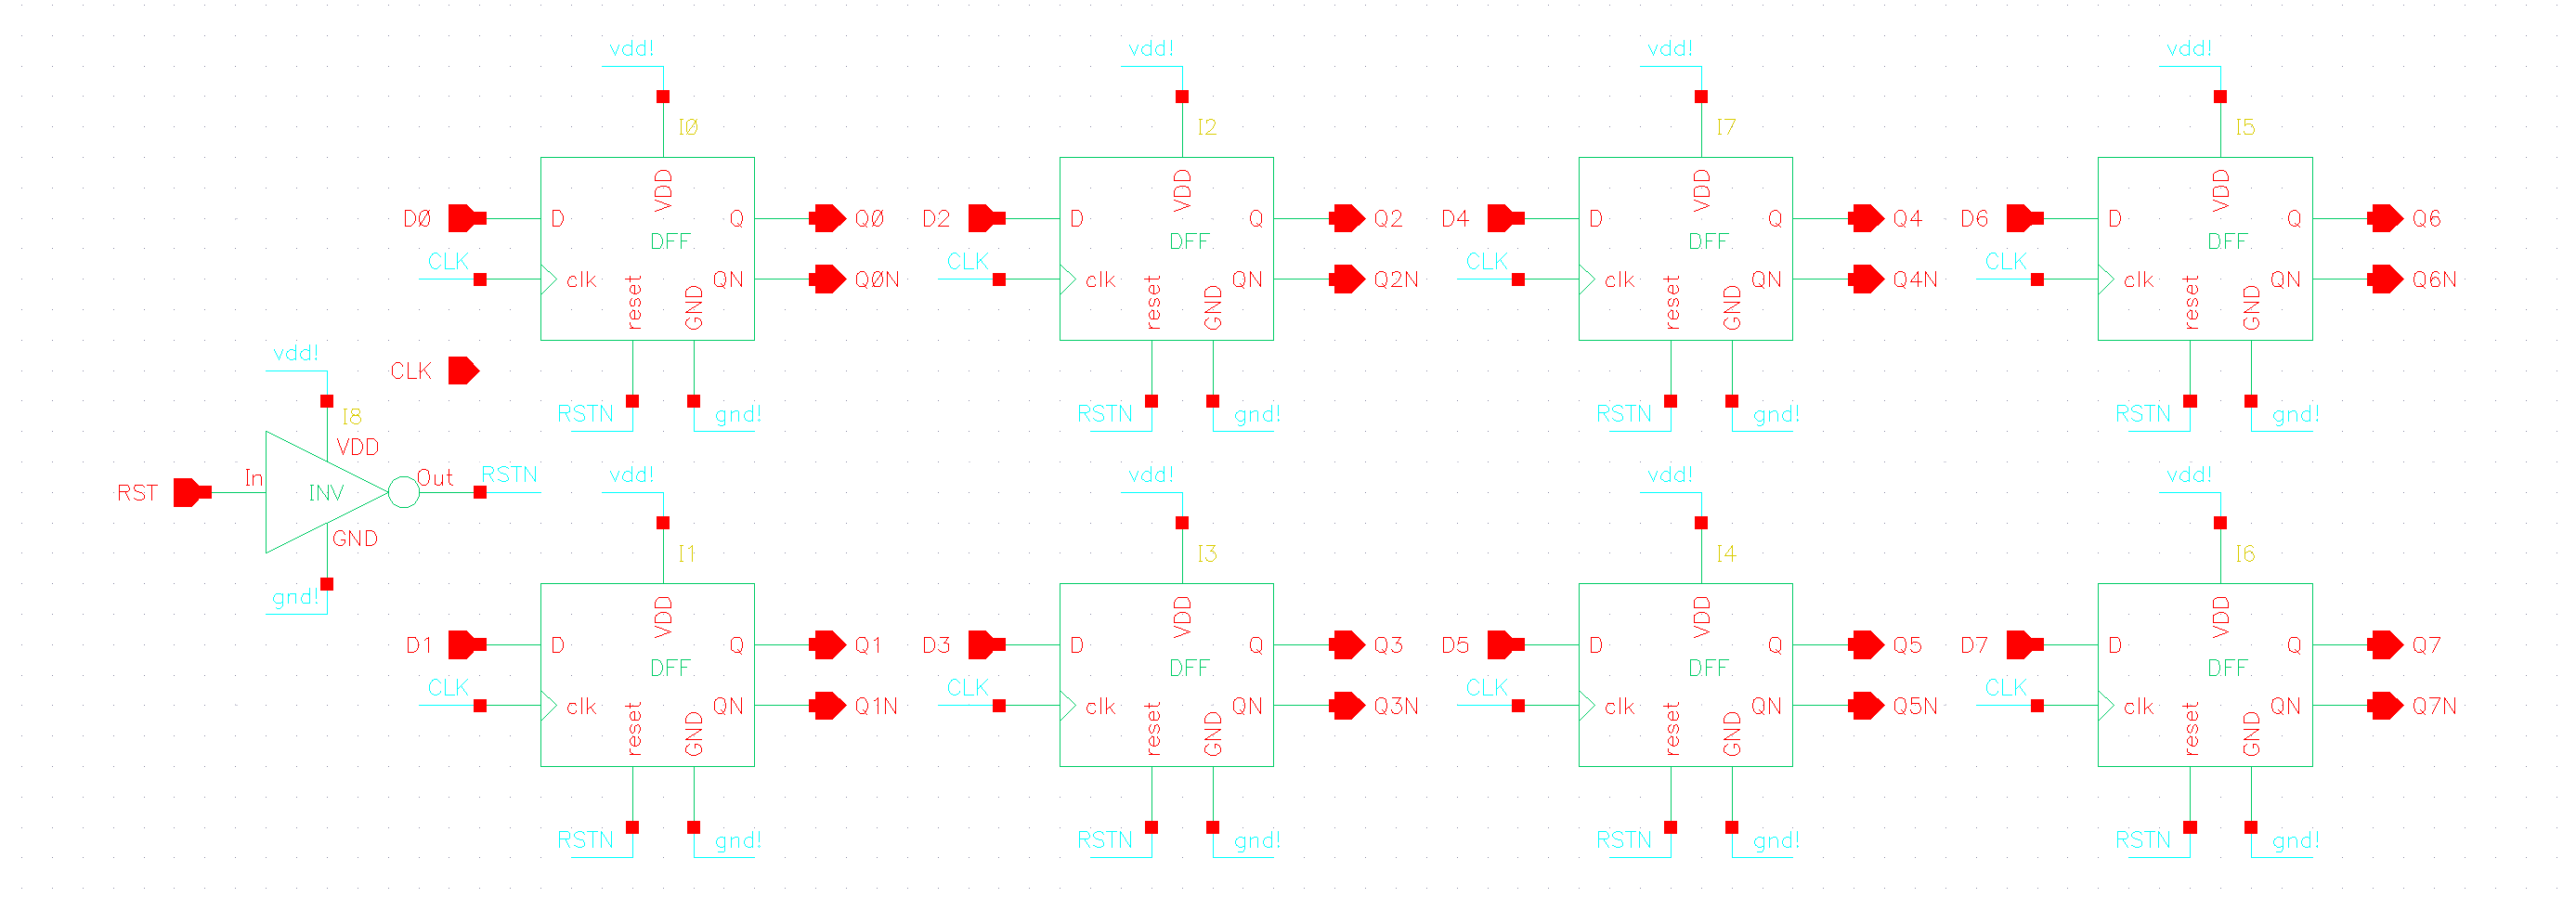 vdd! vdd! vdd! vdd!
I0 I2 I7 I5
VDD VDD VDD VDD
D0 D Q Q0 D2 D Q Q2 D4 D Q Q4 D6 D Q Q6
DFF DFF DFF DFF
CLK clk QN Q0N CLK clk QN Q2N CLK clk QN Q4N CLK clk QN Q6N
reset GND reset GND reset GND reset GND
vdd! CLK
RSTN gnd! RSTN gnd! RSTN gnd! RSTN gnd!
I8
VDD
In Out RSTN vdd! vdd! vdd! vdd!
RST INV
GND
I1 I3 I4 I6
gnd!
VDD VDD VDD VDD
D1 D Q Q1 D3 D Q Q3 D5 D Q Q5 D7 D Q Q7
DFF DFF DFF DFF
CLK clk QN Q1N CLK clk QN Q3N CLK clk QN Q5N CLK clk QN Q7N
reset GND reset GND reset GND reset GND
RSTN gnd! RSTN gnd! RSTN gnd! RSTN gnd!